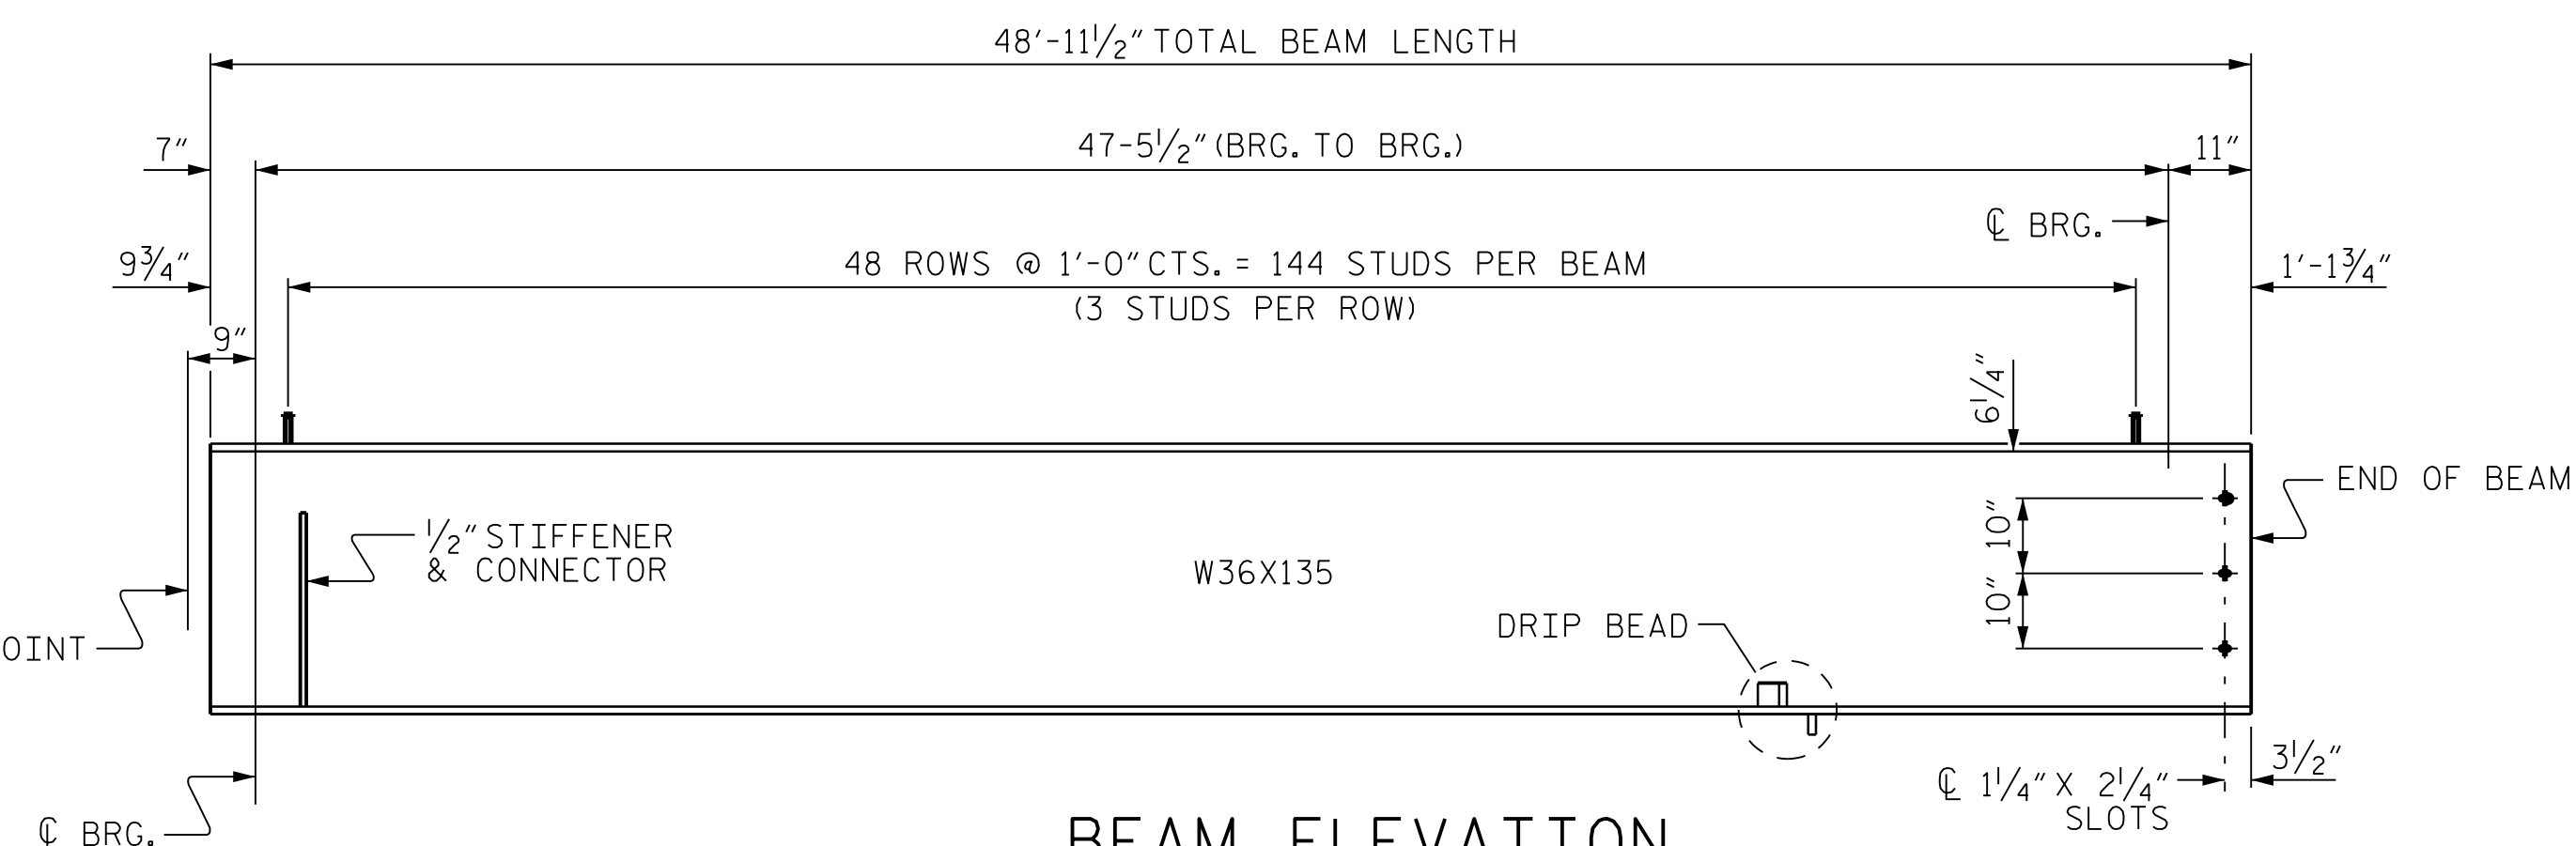 48'-11½" TOTAL BEAM LENGTH
7"
47-5½" (BRG. TO BRG.)
11"
℄ BRG.
9¾"
48 ROWS @ 1'-0" CTS. = 144 STUDS PER BEAM
(3 STUDS PER ROW)
1'-1¾"
9"
6¼"
END OF BEAM
½" STIFFENER
& CONNECTOR
10"
W36X135
10"
DRIP BEAD
OINT
3½"
℄ 1¼" X 2¼"
SLOTS
℄ BRG.
BEAM ELEVATION